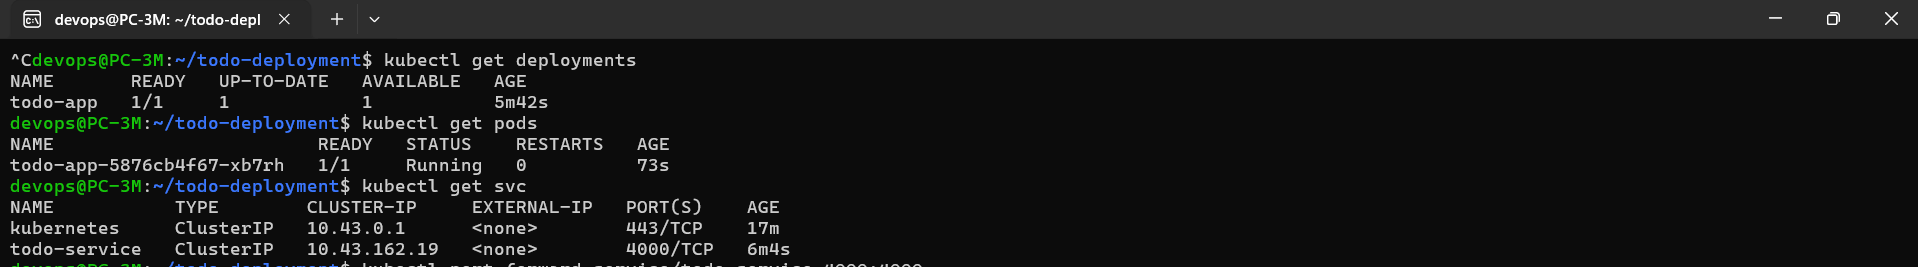 devops@PC-3M: ~/todo-depl
^Cdevops@PC-3M:~/todo-deployment$ kubectl get deployments
NAME       READY   UP-TO-DATE   AVAILABLE   AGE
todo-app   1/1     1            1           5m42s
devops@PC-3M:~/todo-deployment$ kubectl get pods
NAME                        READY   STATUS    RESTARTS   AGE
todo-app-5876cb4f67-xb7rh   1/1     Running   0          73s
devops@PC-3M:~/todo-deployment$ kubectl get svc
NAME           TYPE        CLUSTER-IP     EXTERNAL-IP   PORT(S)    AGE
kubernetes     ClusterIP   10.43.0.1      <none>        443/TCP    17m
todo-service   ClusterIP   10.43.162.19   <none>        4000/TCP   6m4s